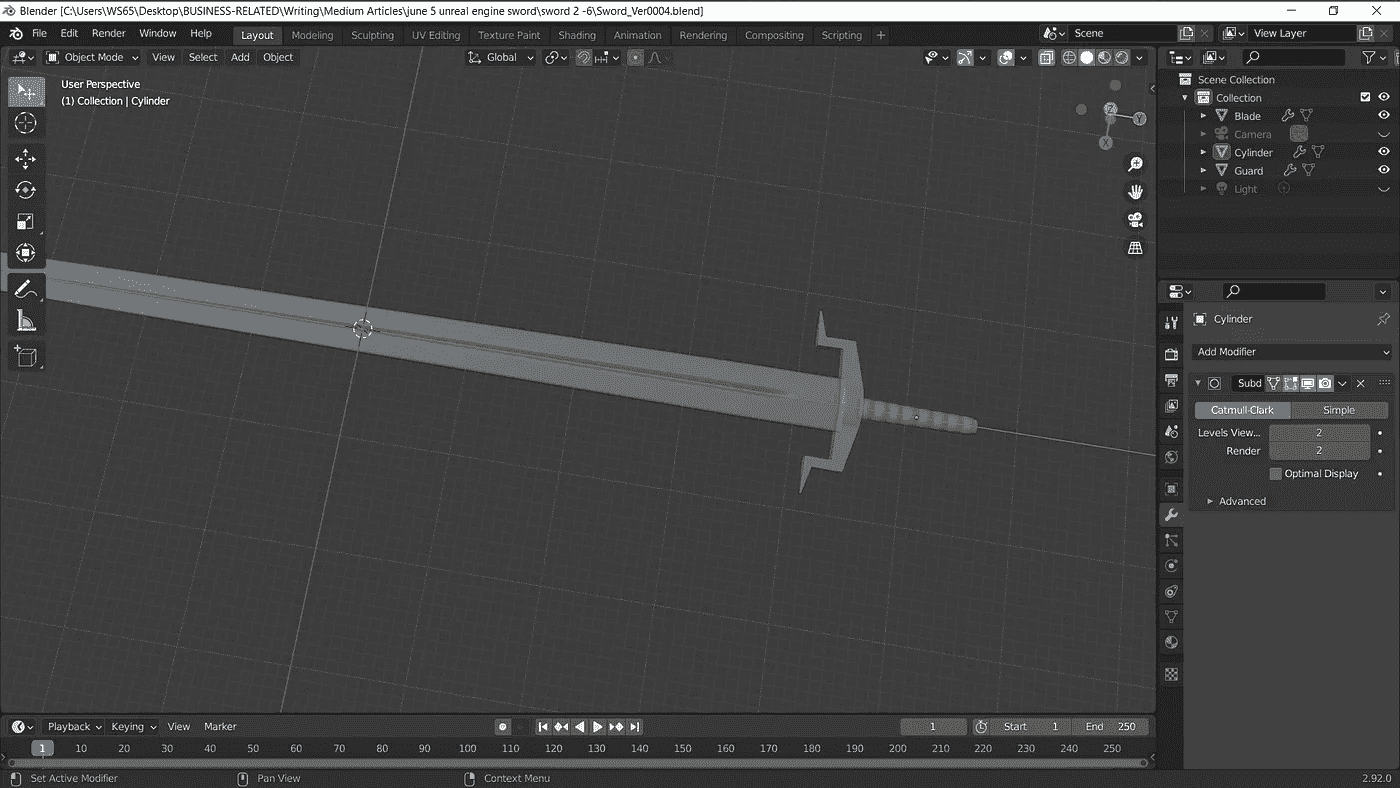 Blender [C:\Users\WS65\Desktop\BUSINESS-RELATED\Writing\Medium Articles\june 5 unreal engine sword\sword 2 -6\Sword_Ver0004.blend]
File Edit Render Window Help Layout Modeling Sculpting UV Editing Texture Paint Shading Animation Rendering Compositing Scripting + Scene View Layer
Object Mode View Select Add Object Global
User Perspective
(1) Collection | Cylinder
Z
Y
X
Scene Collection
Collection
Blade
Camera
Cylinder
Guard
Light
Cylinder
Add Modifier
Subd
Catmull-Clark Simple
Levels View... 2
Render 2
Optimal Display
Advanced
Playback Keying View Marker 1 Start 1 End 250
1 10 20 30 40 50 60 70 80 90 100 110 120 130 140 150 160 170 180 190 200 210 220 230 240 250
Set Active Modifier Pan View Context Menu 2.92.0